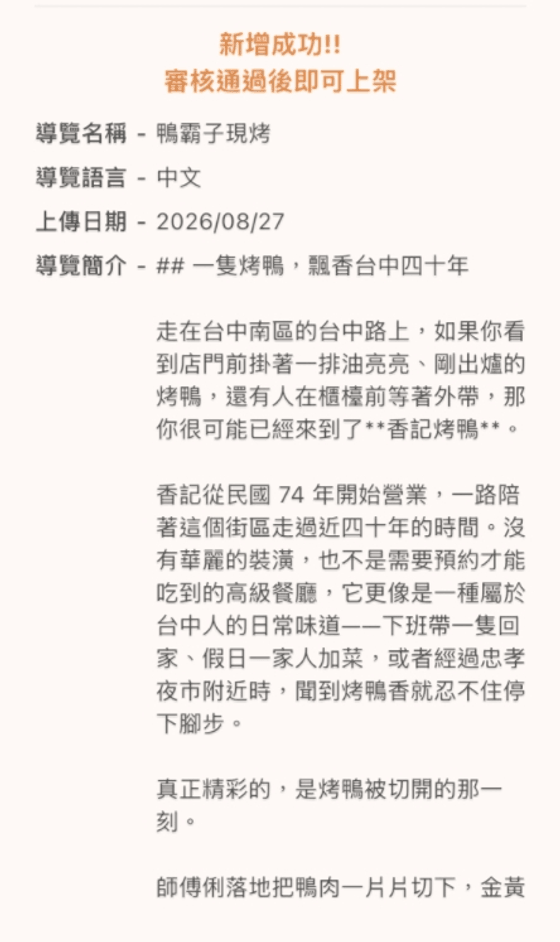 新增成功!!
審核通過後即可上架
導覽名稱 - 鴨霸子現烤
導覽語言 - 中文
上傳日期 - 2026/08/27
導覽簡介 - ## 一隻烤鴨，飄香台中四十年
走在台中南區的台中路上，如果你看
到店門前掛著一排油亮亮、剛出爐的
烤鴨，還有人在櫃檯前等著外帶，那
你很可能已經來到了**香記烤鴨**。
香記從民國 74 年開始營業，一路陪
著這個街區走過近四十年的時間。沒
有華麗的裝潢，也不是需要預約才能
吃到的高級餐廳，它更像是一種屬於
台中人的日常味道——下班帶一隻回
家、假日一家人加菜，或者經過忠孝
夜市附近時，聞到烤鴨香就忍不住停
下腳步。
真正精彩的，是烤鴨被切開的那一
刻。
師傅俐落地把鴨肉一片片切下，金黃